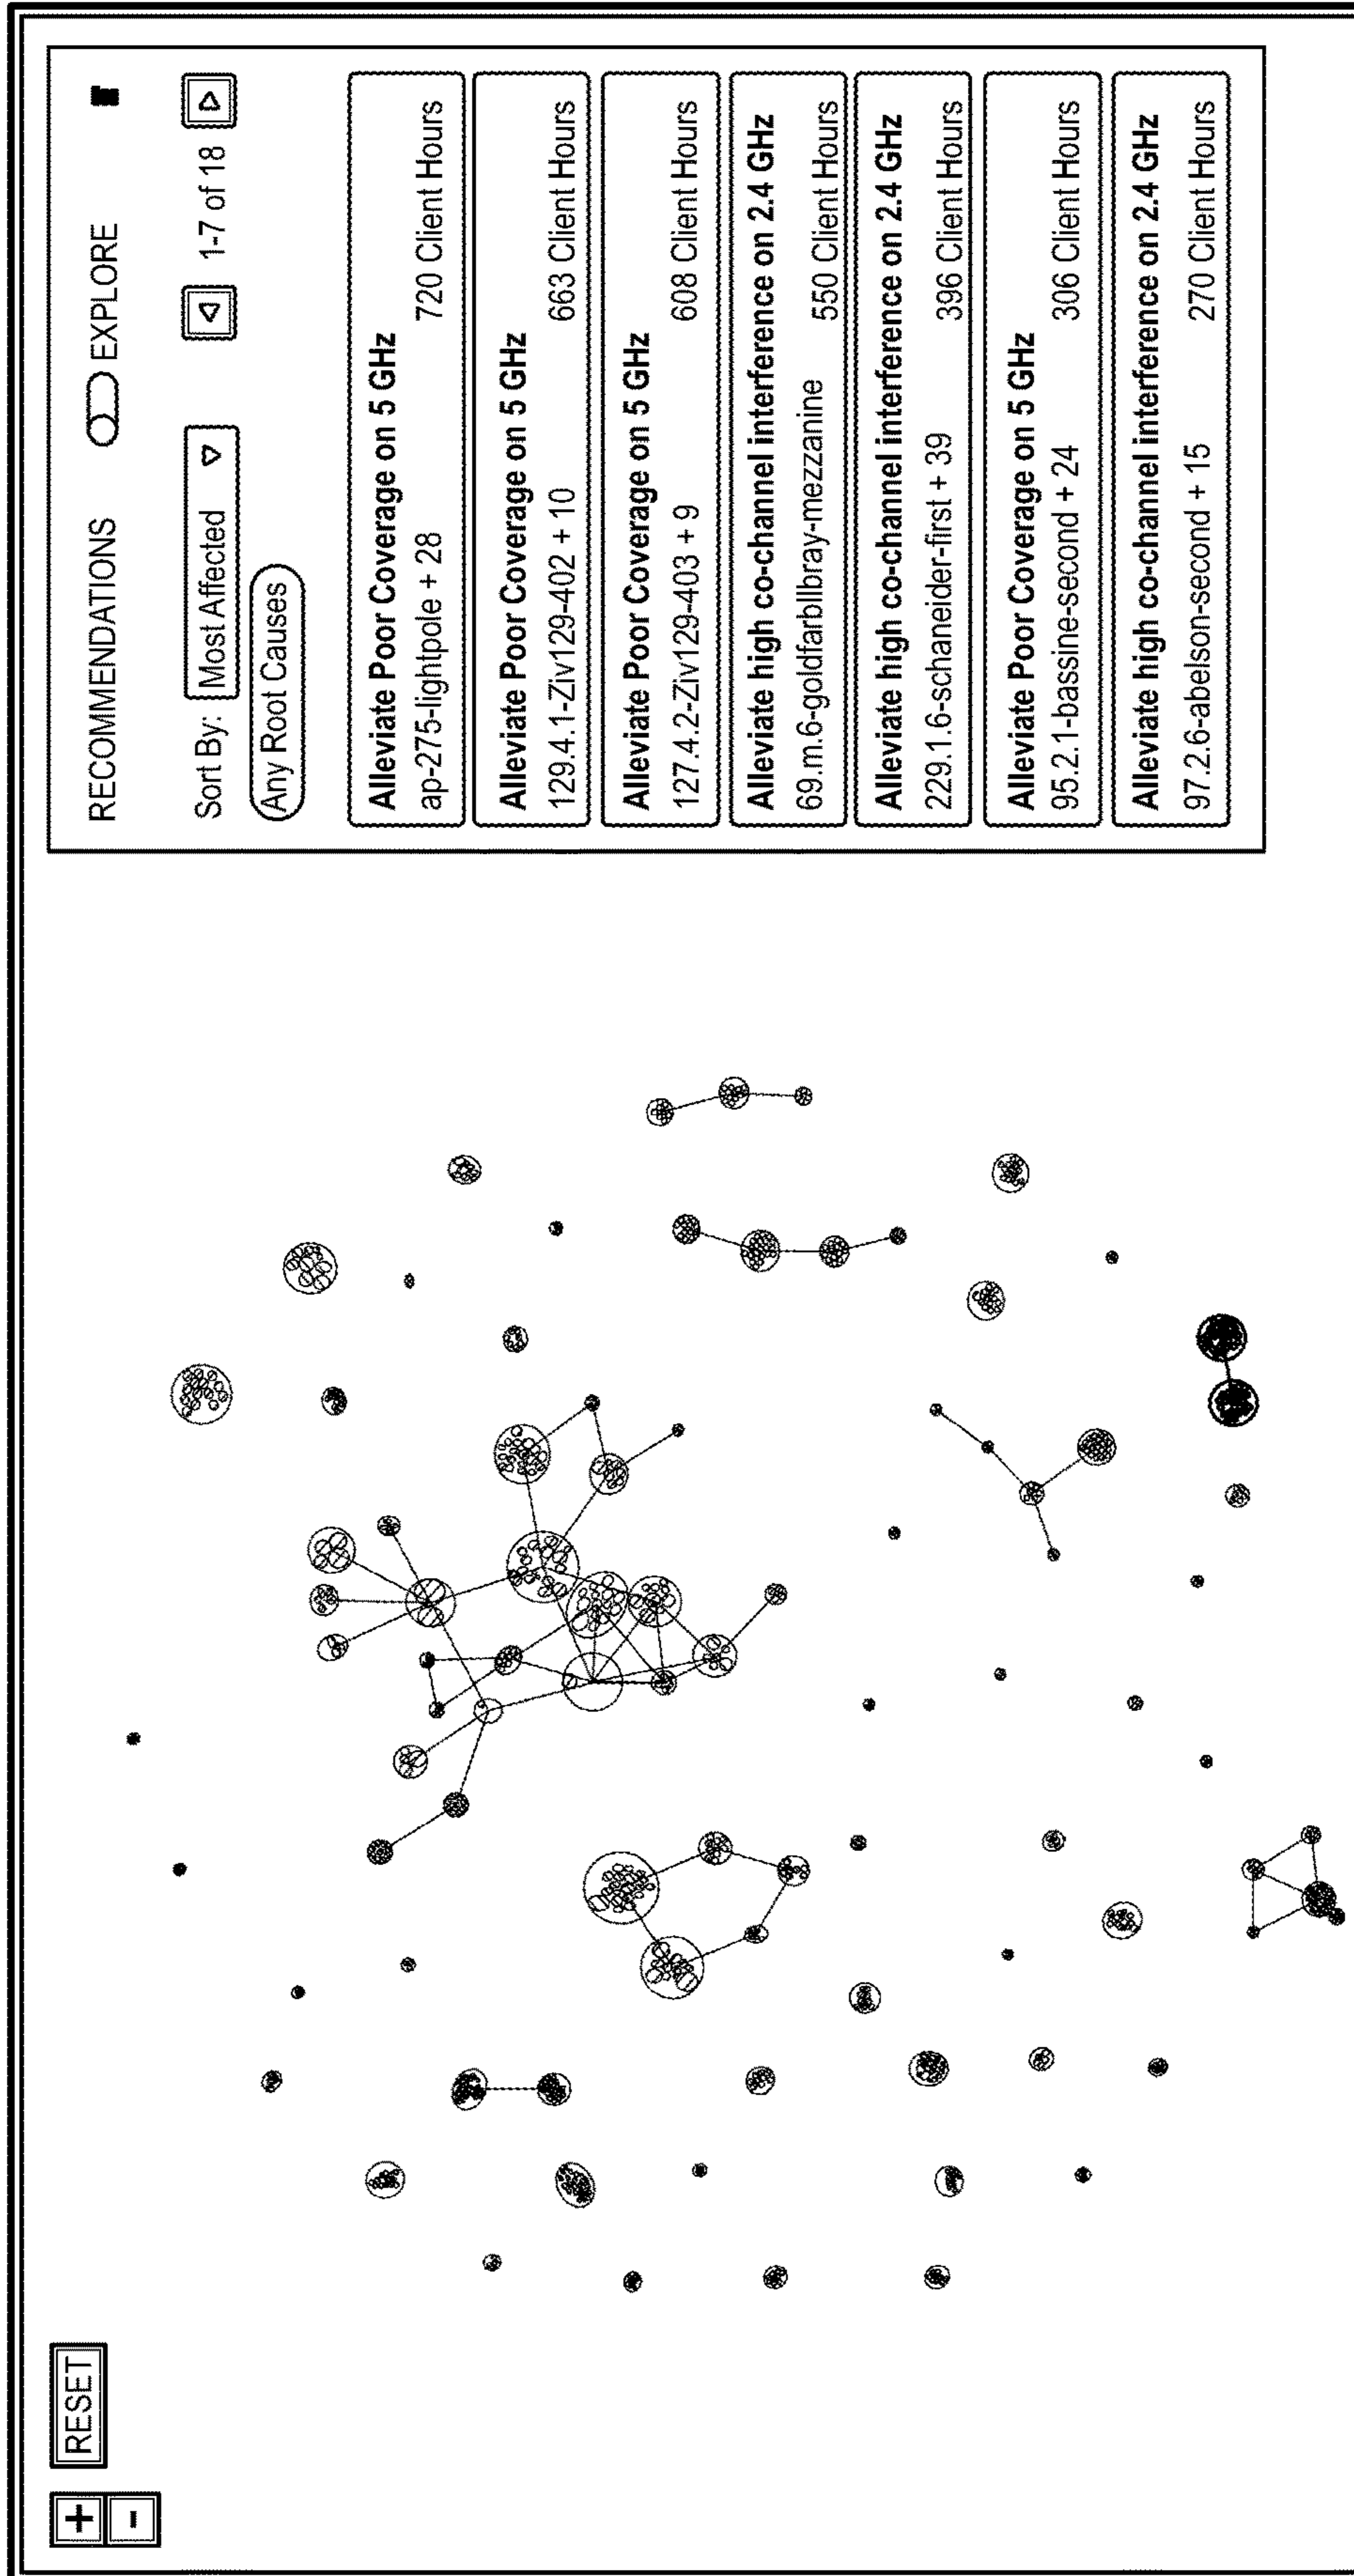 +
-
RESET
RECOMMENDATIONS EXPLORE
Sort By: Most Affected 1-7 of 18
Any Root Causes
Alleviate Poor Coverage on 5 GHz
ap-275-lightpole + 28 720 Client Hours
Alleviate Poor Coverage on 5 GHz
129.4.1-Ziv129-402 + 10 663 Client Hours
Alleviate Poor Coverage on 5 GHz
127.4.2-Ziv129-403 + 9 608 Client Hours
Alleviate high co-channel interference on 2.4 GHz
69.m.6-goldfarbllbray-mezzanine 550 Client Hours
Alleviate high co-channel interference on 2.4 GHz
229.1.6-schaneider-first + 39 396 Client Hours
Alleviate Poor Coverage on 5 GHz
95.2.1-bassine-second + 24 306 Client Hours
Alleviate high co-channel interference on 2.4 GHz
97.2.6-abelson-second + 15 270 Client Hours